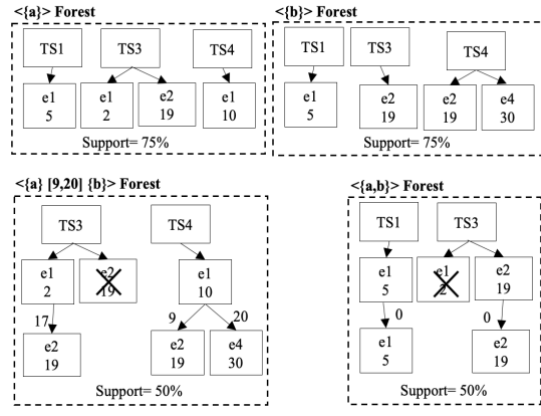 <{a}> Forest
TS1 TS3 TS4
e1 e1 e2 e1
5 2 19 10
Support= 75%
<{b}> Forest
TS1 TS3 TS4
e1 e2 e2 e4
5 19 19 30
Support= 75%
<{a} [9,20] {b}> Forest
TS3 TS4
e1 e2 e1
2 19 10
17 9 20
e2 e2 e4
19 19 30
Support= 50%
<{a,b}> Forest
TS1 TS3
e1 e1 e2
5 2 19
0 0
e1 e2
5 19
Support= 50%